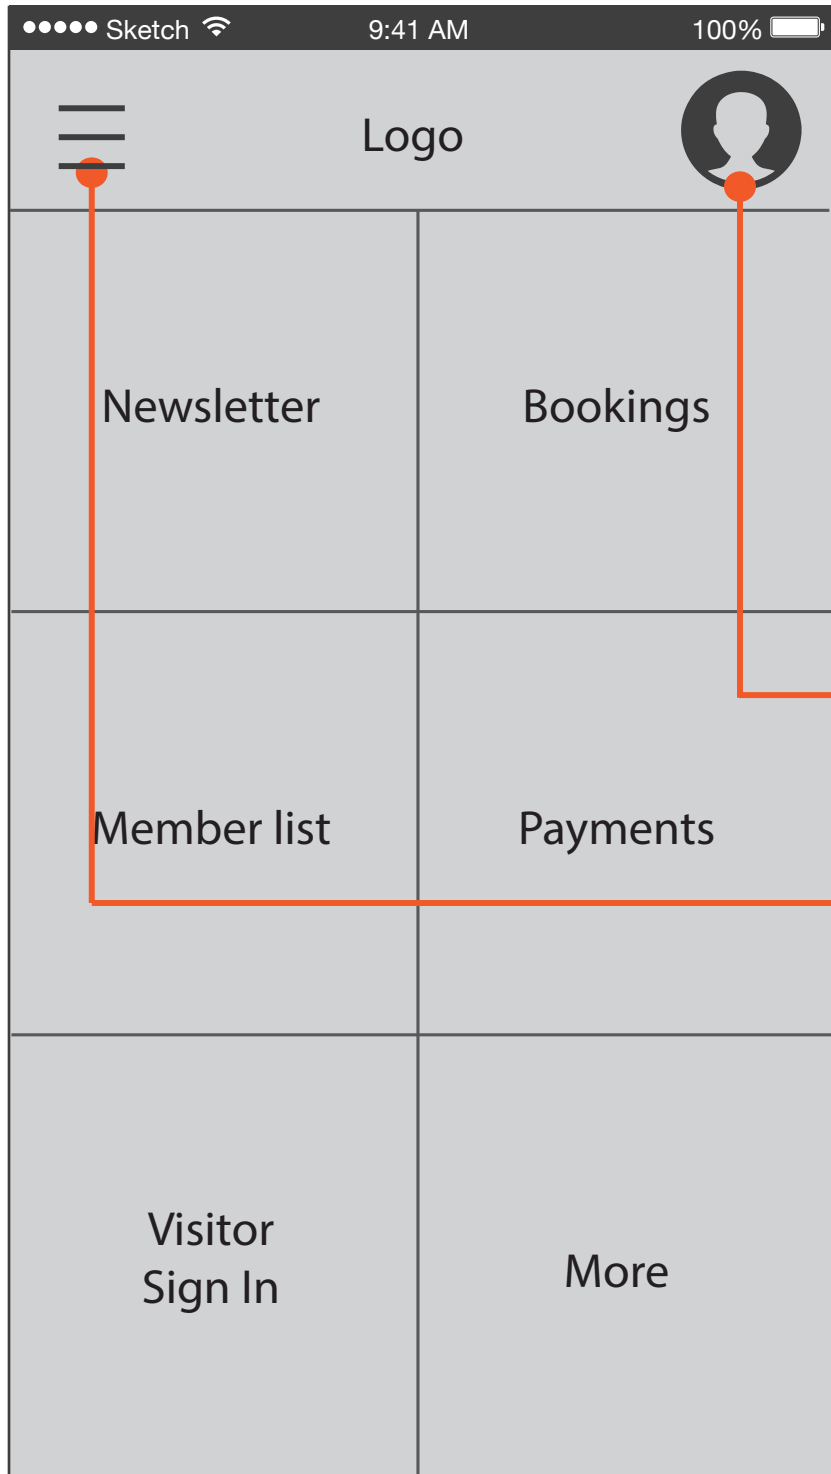 Sketch 9:41 AM 100%
Logo
Newsletter Bookings
Member list Payments
Visitor
Sign In
More